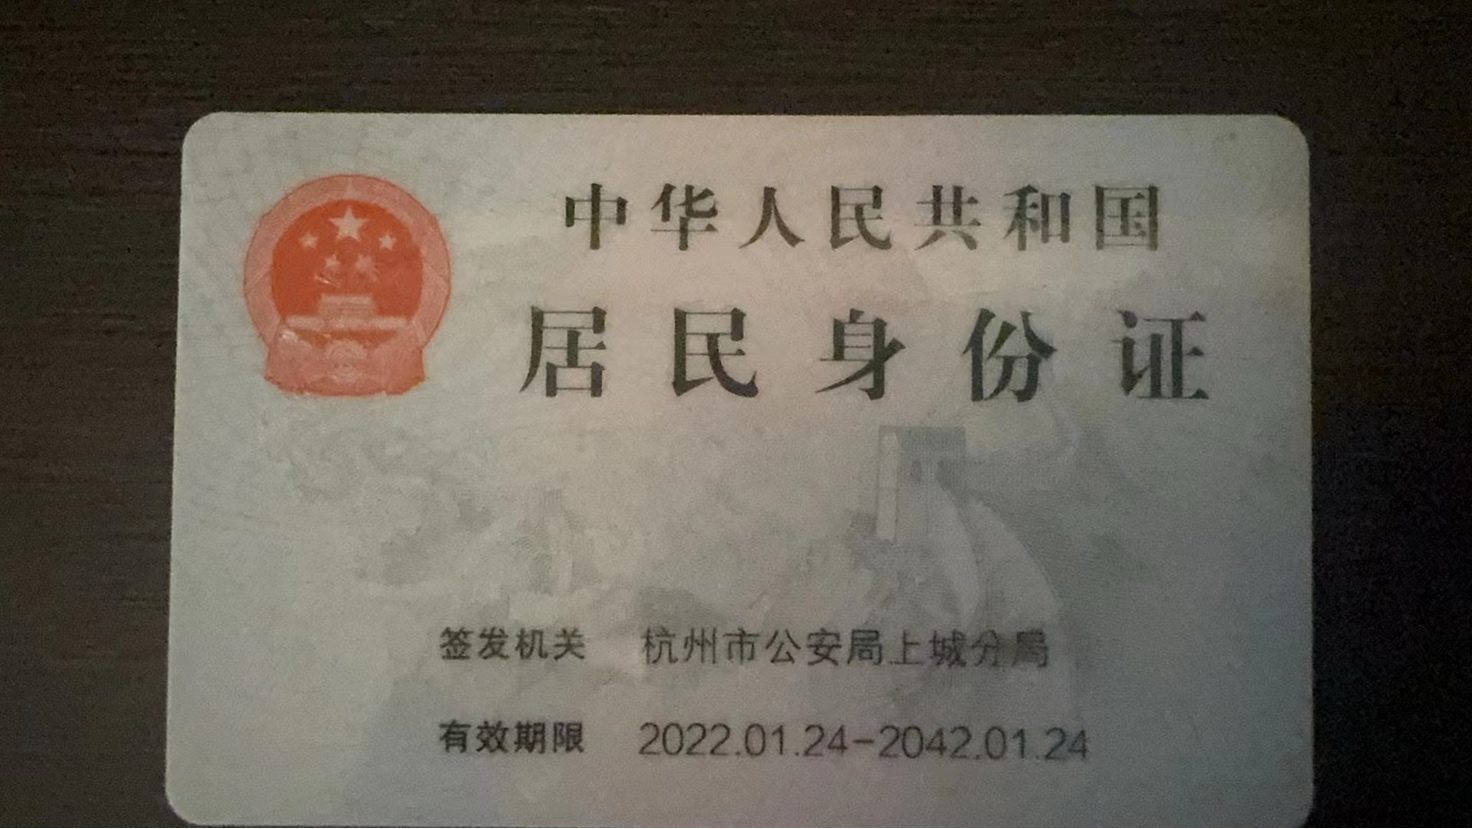 中华人民共和国
居民身份证
签发机关 杭州市公安局上城分局
有效期限 2022.01.24-2042.01.24